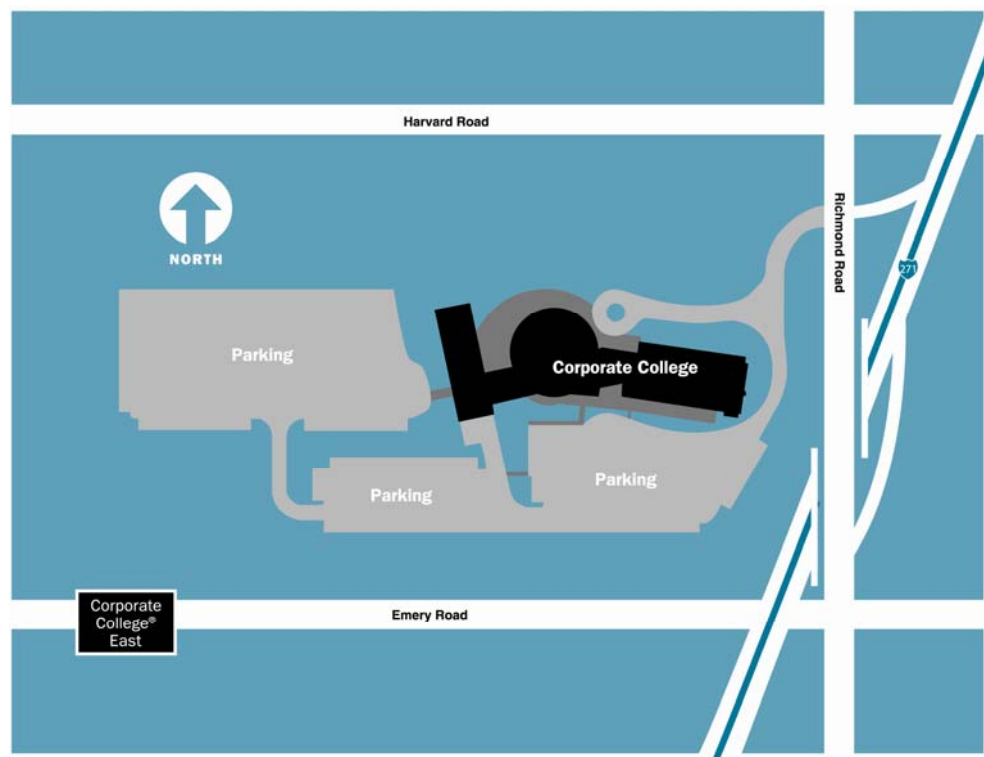 Harvard Road
Richmond Road
NORTH
271
Parking
Corporate College
Parking
Parking
Corporate
College®
East
Emery Road